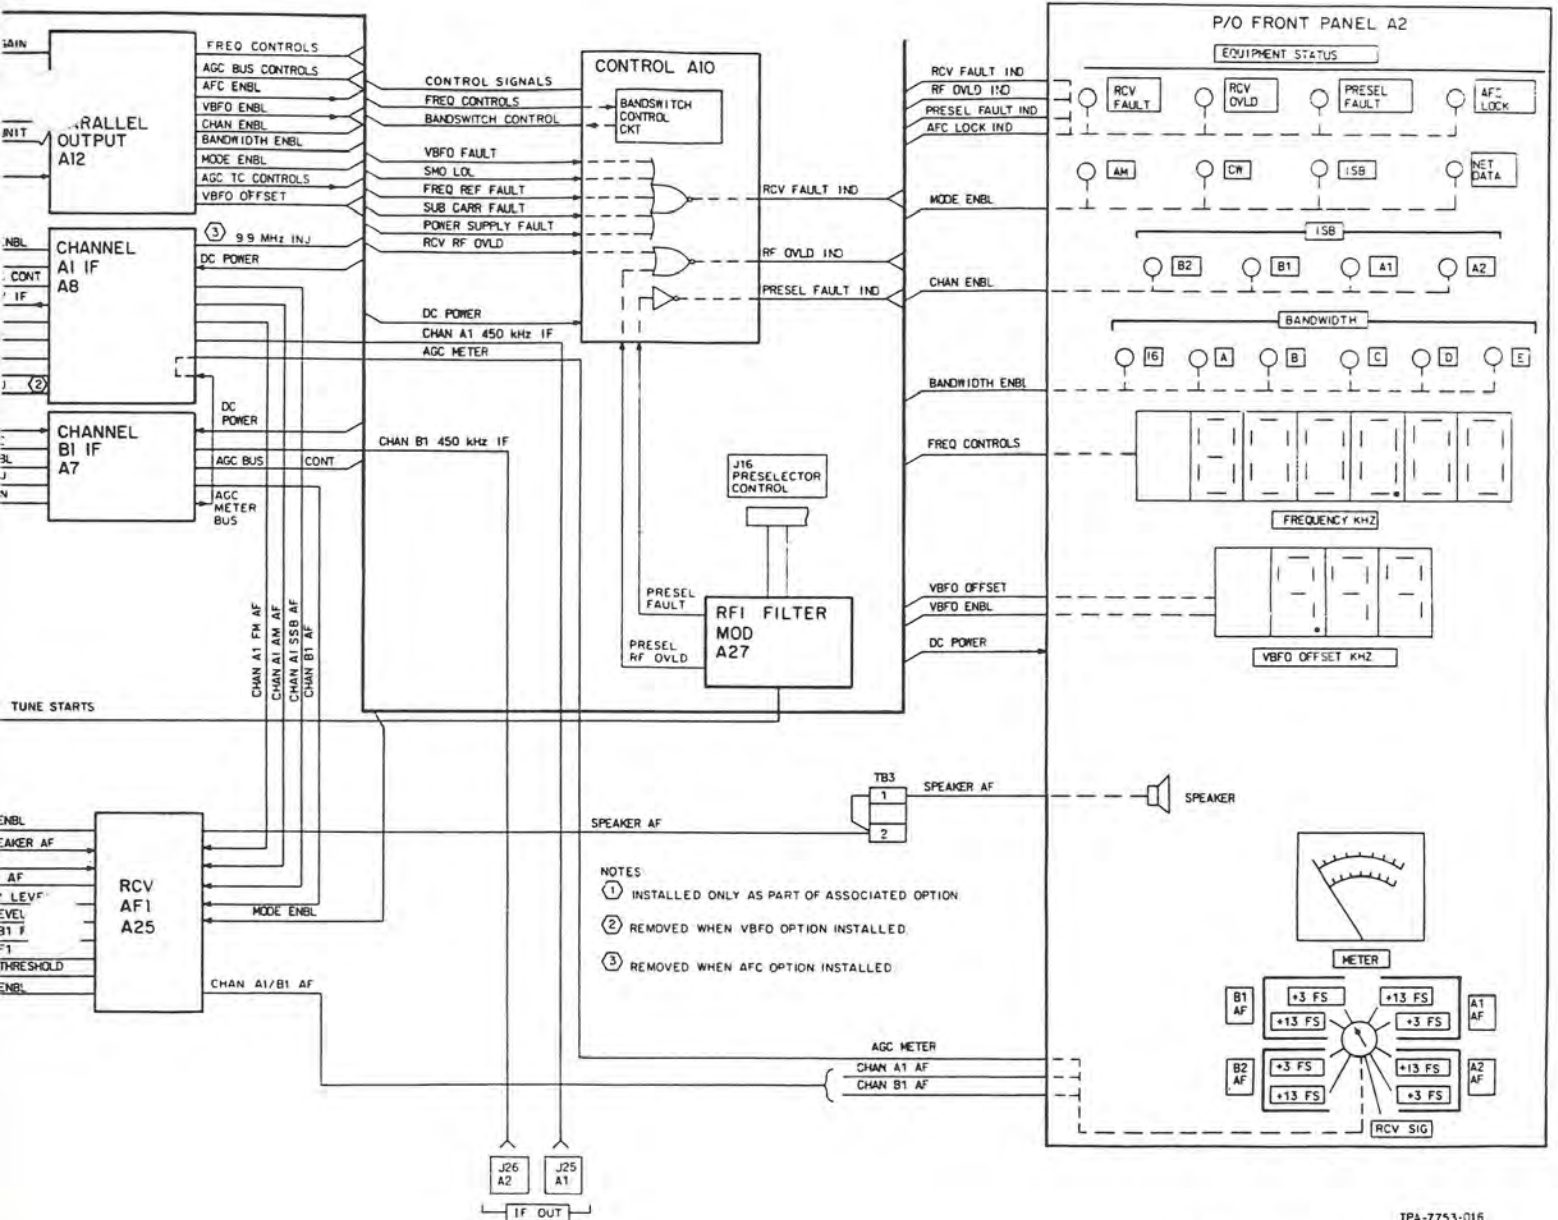 FREQ CONTROLS
AGC BUS CONTROLS
AFC ENBL
VBFO ENBL
CHAN ENBL
BANDWIDTH ENBL
MODE ENBL
AGC TC CONTROLS
VBFO OFFSET
OUTPUT
A12
CHANNEL
A1 IF
A8
3
9.9 MHz INJ
DC POWER
CONT
IF
2
DC
POWER
CHANNEL
B1 IF
A7
AGC BUS CONT
AGC
METER
BUS
CONTROL SIGNALS
FREQ CONTROLS
BANDSWITCH CONTROL
VBFO FAULT
SMO LOL
FREQ REF FAULT
SUB CARR FAULT
POWER SUPPLY FAULT
RCV RF OVLD
DC POWER
CHAN A1 450 kHz IF
AGC METER
CHAN B1 450 kHz IF
CONTROL A10
BANDSWITCH
CONTROL
CKT
RCV FAULT IND
RF OVLD IND
PRESEL FAULT IND
J16
PRESELECTOR
CONTROL
PRESEL
FAULT
PRESEL
RF OVLD
RFI FILTER
MOD
A27
RCV FAULT IND
RF OVLD IND
PRESEL FAULT IND
AFC LOCK IND
MODE ENBL
CHAN ENBL
BANDWIDTH ENBL
FREQ CONTROLS
VBFO OFFSET
VBFO ENBL
DC POWER
P/O FRONT PANEL A2
EQUIPMENT STATUS
RCV
FAULT
RCV
OVLD
PRESEL
FAULT
AFC
LOCK
AM
CW
ISB
NET
DATA
ISB
B2
B1
A1
A2
BANDWIDTH
16
A
B
C
D
E
FREQUENCY KHZ
VBFO OFFSET KHZ
CHAN A1 FM AF
CHAN A1 AM AF
CHAN A1 SSB AF
CHAN B1 AF
TUNE STARTS
TB3
1
2
SPEAKER AF
SPEAKER
SPEAKER AF
ENBL
AF
THRESHOLD
ENBL
RCV
AF1
A25
MODE ENBL
CHAN A1/B1 AF
NOTES
1 INSTALLED ONLY AS PART OF ASSOCIATED OPTION
2 REMOVED WHEN VBFO OPTION INSTALLED
3 REMOVED WHEN AFC OPTION INSTALLED
METER
B1
AF
+3 FS
+13 FS
+13 FS
+3 FS
A1
AF
B2
AF
+3 FS
+13 FS
+13 FS
+3 FS
A2
AF
RCV SIG
AGC METER
CHAN A1 AF
CHAN B1 AF
J26
A2
J25
A1
IF OUT
TPA-7753-016